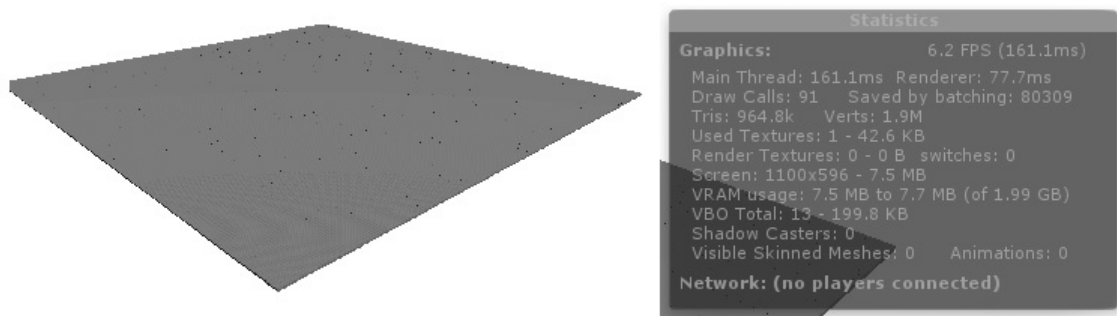 Statistics
Graphics: 6.2 FPS (161.1ms)
Main Thread: 161.1ms Renderer: 77.7ms
Draw Calls: 91 Saved by batching: 80309
Tris: 964.8k Verts: 1.9M
Used Textures: 1 - 42.6 KB
Render Textures: 0 - 0 B switches: 0
Screen: 1100x596 - 7.5 MB
VRAM usage: 7.5 MB to 7.7 MB (of 1.99 GB)
VBO Total: 13 - 199.8 KB
Shadow Casters: 0
Visible Skinned Meshes: 0 Animations: 0
Network: (no players connected)